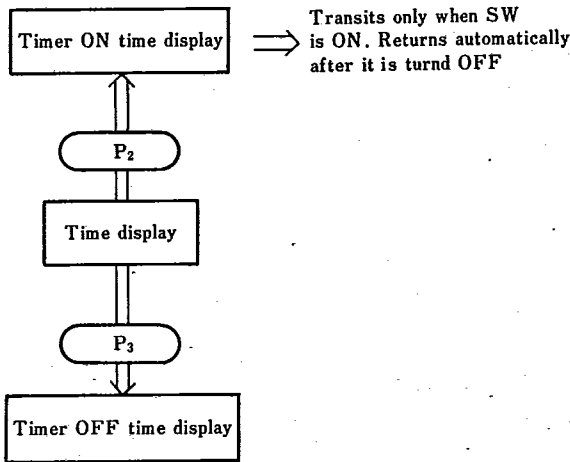 Timer ON time display
Transits only when SW
is ON. Returns automatically
after it is turnd OFF
P2
Time display
P3
Timer OFF time display